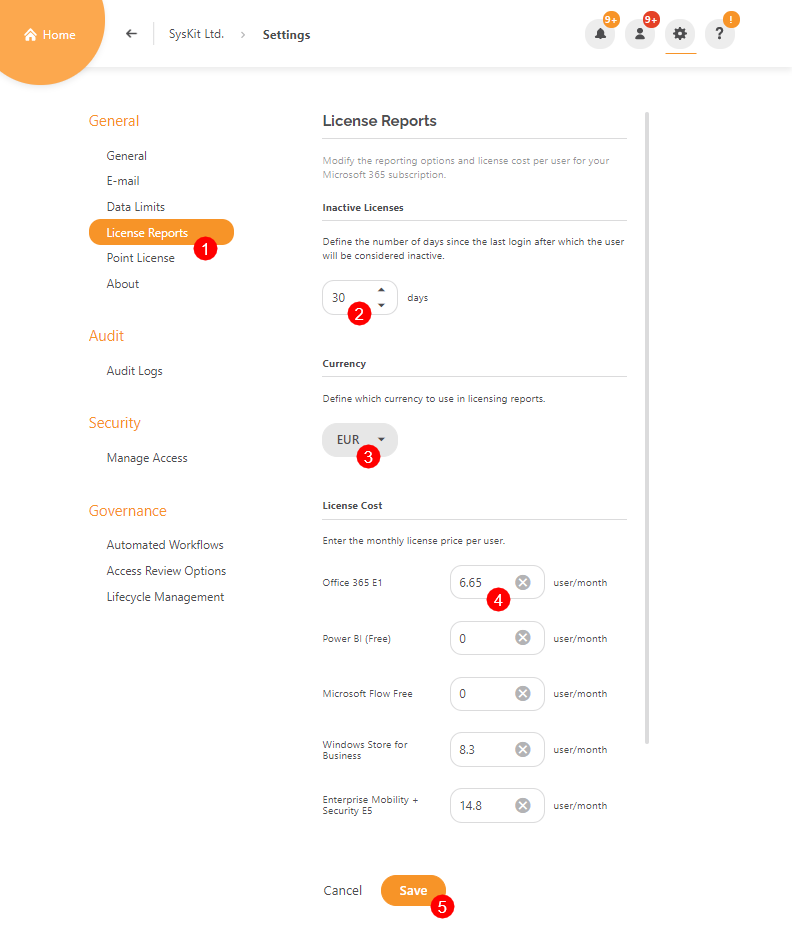 Home
SysKit Ltd.
Settings
9+
9+
?
!
General
General
E-mail
Data Limits
License Reports
1
Point License
About
Audit
Audit Logs
Security
Manage Access
Governance
Automated Workflows
Access Review Options
Lifecycle Management
License Reports
Modify the reporting options and license cost per user for your
Microsoft 365 subscription.
Inactive Licenses
Define the number of days since the last login after which the user
will be considered inactive.
30 days
2
Currency
Define which currency to use in licensing reports.
EUR
3
License Cost
Enter the monthly license price per user.
Office 365 E1 6.65 user/month
4
Power BI (Free) 0 user/month
Microsoft Flow Free 0 user/month
Windows Store for
Business
8.3 user/month
Enterprise Mobility +
Security E5
14.8 user/month
Cancel Save
5